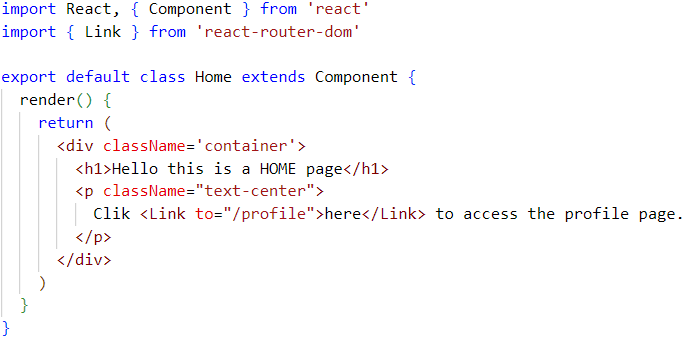 import React, { Component } from 'react'
import { Link } from 'react-router-dom'

export default class Home extends Component {
  render() {
    return (
      <div className='container'>
        <h1>Hello this is a HOME page</h1>
        <p className="text-center">
          Clik <Link to="/profile">here</Link> to access the profile page.
        </p>
      </div>
    )
  }
}